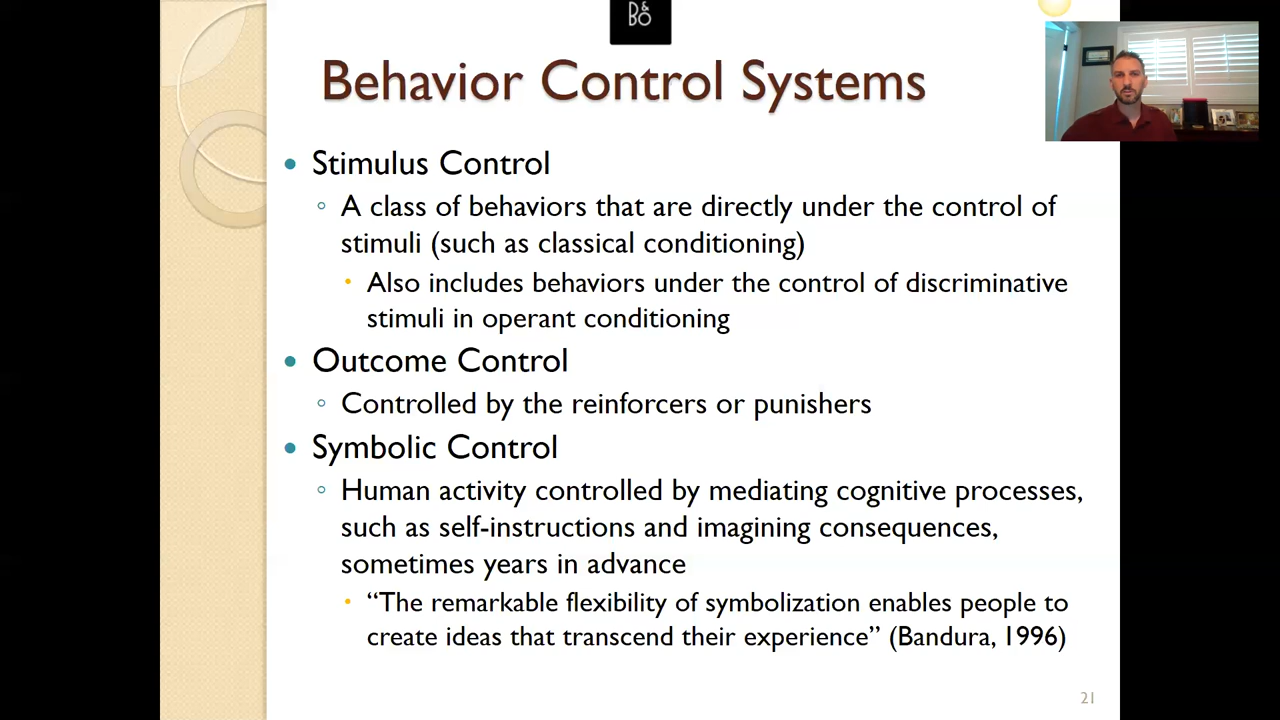 B&
BO
Behavior Control Systems
• Stimulus Control
◦ A class of behaviors that are directly under the control of
stimuli (such as classical conditioning)
• Also includes behaviors under the control of discriminative
stimuli in operant conditioning
• Outcome Control
◦ Controlled by the reinforcers or punishers
• Symbolic Control
◦ Human activity controlled by mediating cognitive processes,
such as self-instructions and imagining consequences,
sometimes years in advance
• “The remarkable flexibility of symbolization enables people to
create ideas that transcend their experience” (Bandura, 1996)
21